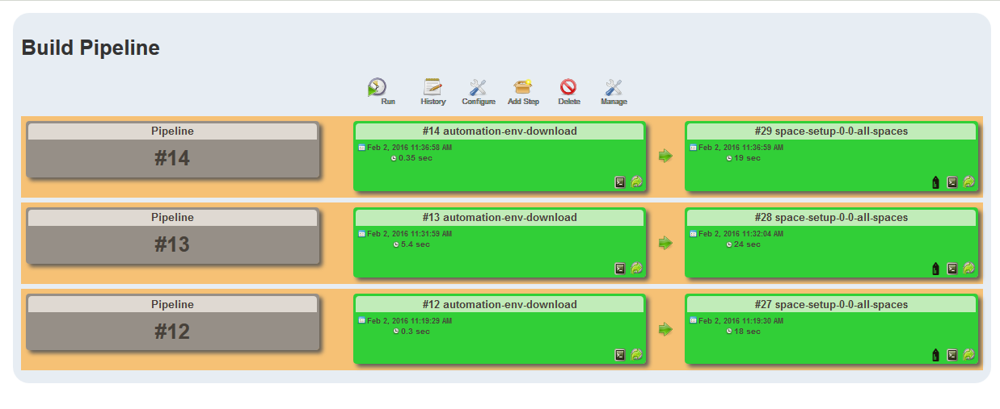 Build Pipeline
Run History Configure Add Step Delete Manage
Pipeline
#14
#14 automation-env-download
Feb 2, 2016 11:36:58 AM
0.35 sec
#29 space-setup-0-0-all-spaces
Feb 2, 2016 11:36:59 AM
19 sec
Pipeline
#13
#13 automation-env-download
Feb 2, 2016 11:31:59 AM
5.4 sec
#28 space-setup-0-0-all-spaces
Feb 2, 2016 11:32:04 AM
24 sec
Pipeline
#12
#12 automation-env-download
Feb 2, 2016 11:19:29 AM
0.3 sec
#27 space-setup-0-0-all-spaces
Feb 2, 2016 11:19:30 AM
18 sec